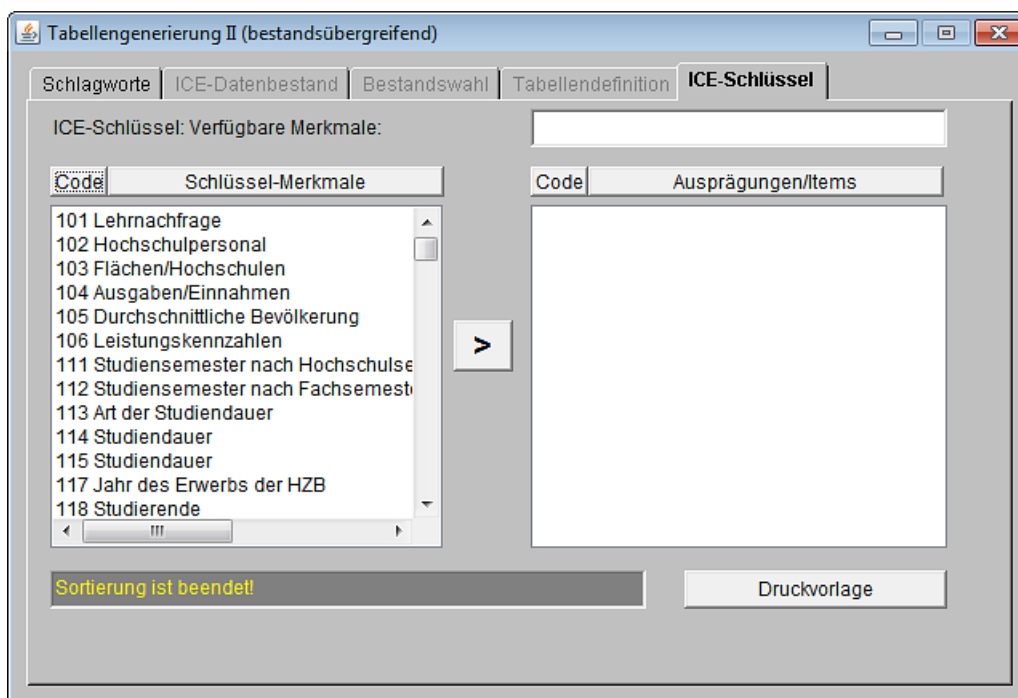 Tabellengenerierung II (bestandsübergreifend)
Schlagworte ICE-Datenbestand Bestandswahl Tabellendefinition ICE-Schlüssel
ICE-Schlüssel: Verfügbare Merkmale:
Code Schlüssel-Merkmale Code Ausprägungen/Items
101 Lehrnachfrage
102 Hochschulpersonal
103 Flächen/Hochschulen
104 Ausgaben/Einnahmen
105 Durchschnittliche Bevölkerung
106 Leistungskennzahlen
111 Studiensemester nach Hochschulse
112 Studiensemester nach Fachsemest
113 Art der Studiendauer
114 Studiendauer
115 Studiendauer
117 Jahr des Erwerbs der HZB
118 Studierende
>
Sortierung ist beendet!
Druckvorlage